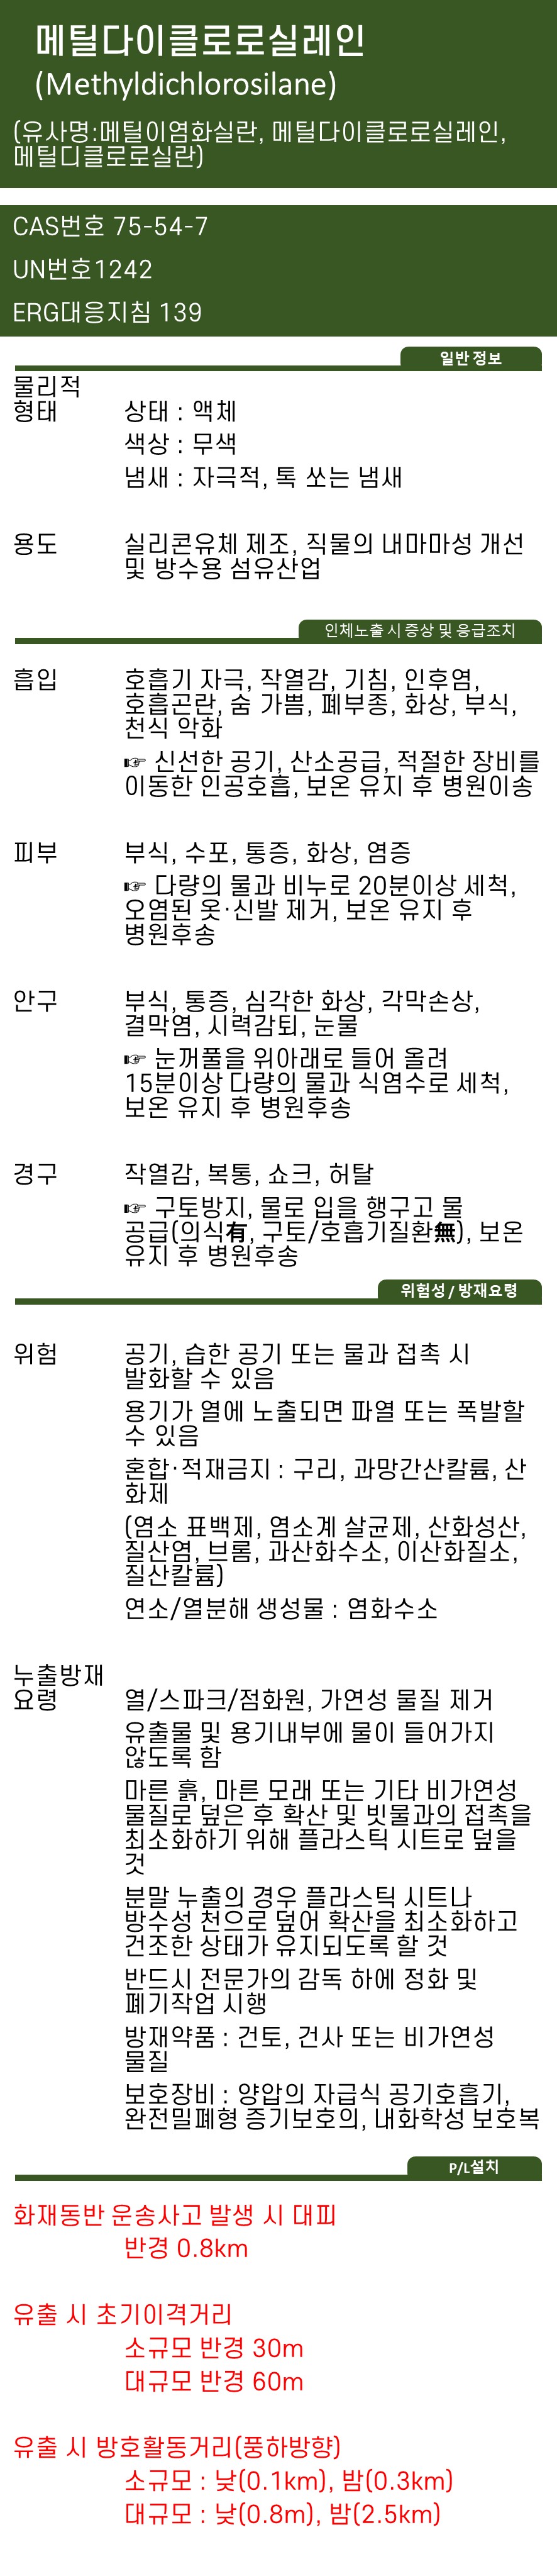 메틸다이클로로실레인
(Methyldichlorosilane)
(유사명:메틸이염화실란, 메틸다이클로로실레인,
메틸디클로로실란)
CAS번호 75-54-7
UN번호1242
ERG대응지침 139
일반 정보
물리적
형태
상태 : 액체
색상 : 무색
냄새 : 자극적, 톡 쏘는 냄새
용도
실리콘유체 제조, 직물의 내마마성 개선
및 방수용 섬유산업
인체노출 시 증상 및 응급조치
흡입
호흡기 자극, 작열감, 기침, 인후염,
호흡곤란, 숨 가쁨, 폐부종, 화상, 부식,
천식 악화
☞ 신선한 공기, 산소공급, 적절한 장비를
이동한 인공호흡, 보온 유지 후 병원이송
피부
부식, 수포, 통증, 화상, 염증
☞ 다량의 물과 비누로 20분이상 세척,
오염된 옷·신발 제거, 보온 유지 후
병원후송
안구
부식, 통증, 심각한 화상, 각막손상,
결막염, 시력감퇴, 눈물
☞ 눈꺼풀을 위아래로 들어 올려
15분이상 다량의 물과 식염수로 세척,
보온 유지 후 병원후송
경구
작열감, 복통, 쇼크, 허탈
☞ 구토방지, 물로 입을 행구고 물
공급(의식有, 구토/호흡기질환無), 보온
유지 후 병원후송
위험성 / 방재요령
위험
공기, 습한 공기 또는 물과 접촉 시
발화할 수 있음
용기가 열에 노출되면 파열 또는 폭발할
수 있음
혼합·적재금지 : 구리, 과망간산칼륨, 산
화제
(염소 표백제, 염소계 살균제, 산화성산,
질산염, 브롬, 과산화수소, 이산화질소,
질산칼륨)
연소/열분해 생성물 : 염화수소
누출방재
요령
열/스파크/점화원, 가연성 물질 제거
유출물 및 용기내부에 물이 들어가지
않도록 함
마른 흙, 마른 모래 또는 기타 비가연성
물질로 덮은 후 확산 및 빗물과의 접촉을
최소화하기 위해 플라스틱 시트로 덮을
것
분말 누출의 경우 플라스틱 시트나
방수성 천으로 덮어 확산을 최소화하고
건조한 상태가 유지되도록 할 것
반드시 전문가의 감독 하에 정화 및
폐기작업 시행
방재약품 : 건토, 건사 또는 비가연성
물질
보호장비 : 양압의 자급식 공기호흡기,
완전밀폐형 증기보호의, 내화학성 보호복
P/L설치
화재동반 운송사고 발생 시 대피
반경 0.8km
유출 시 초기이격거리
소규모 반경 30m
대규모 반경 60m
유출 시 방호활동거리(풍하방향)
소규모 : 낮(0.1km), 밤(0.3km)
대규모 : 낮(0.8m), 밤(2.5km)